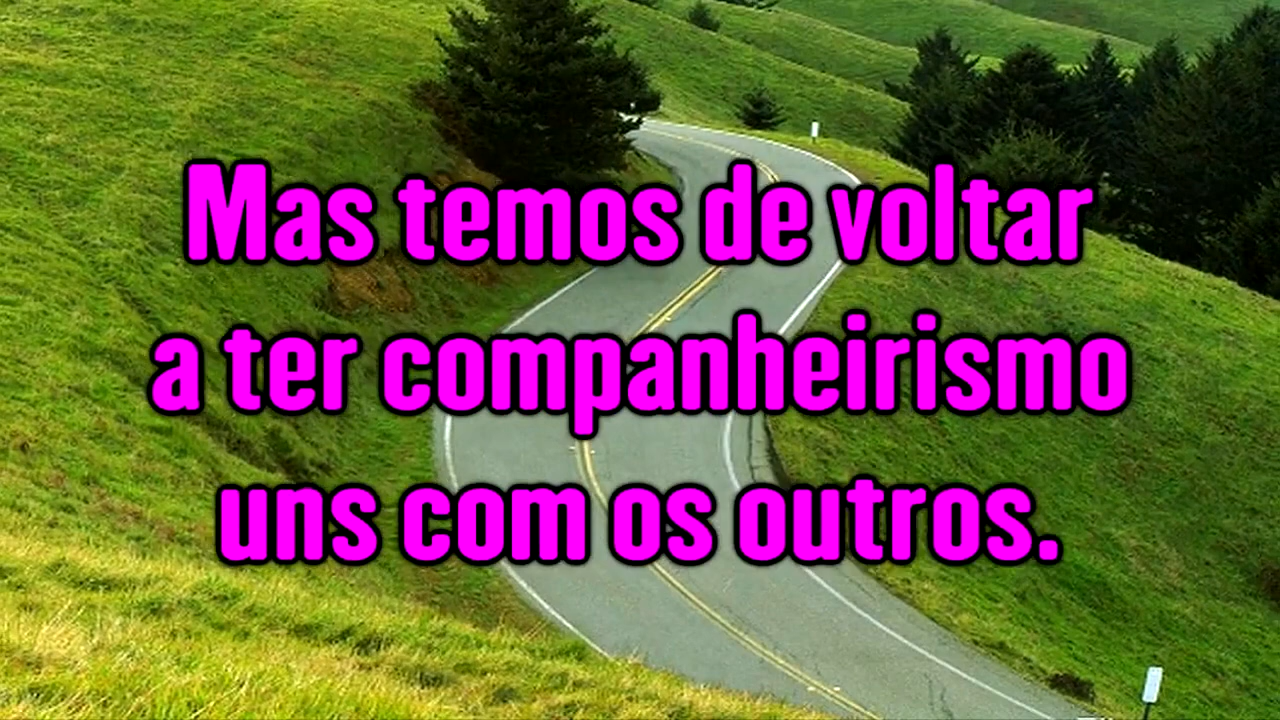 Mas temos de voltar
a ter companheirismo
uns com os outros.